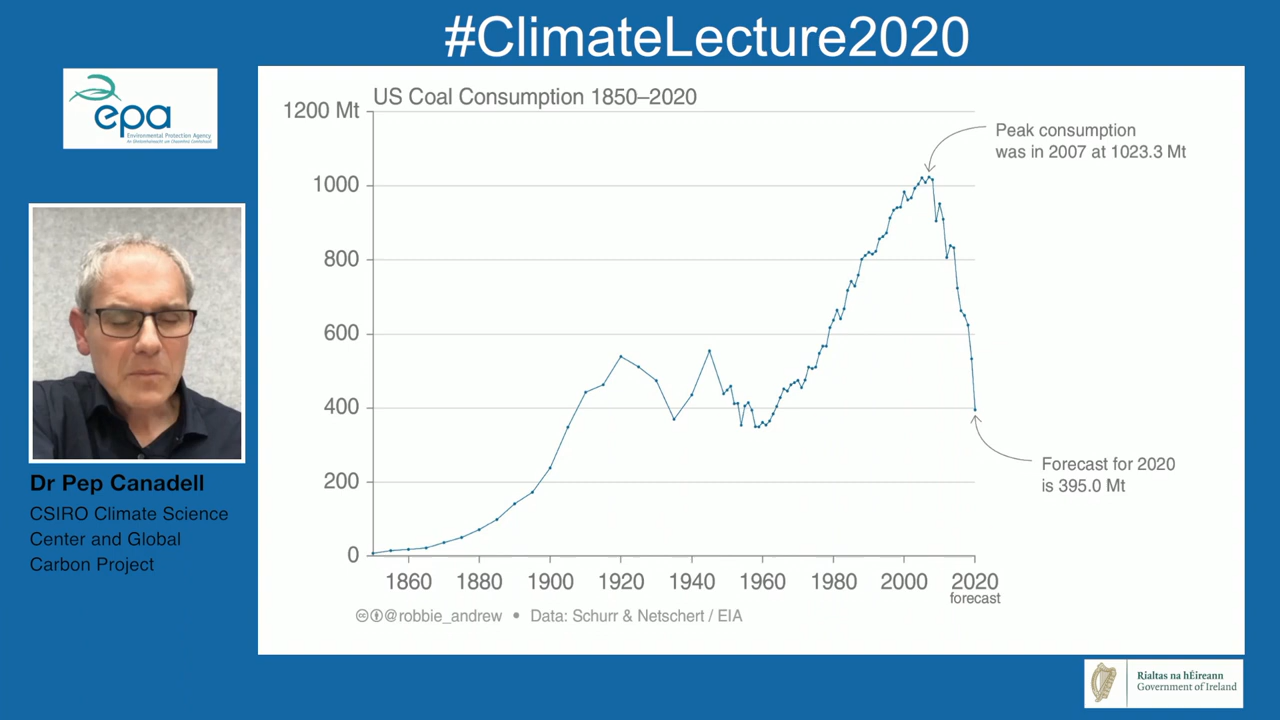 #ClimateLecture2020
epa
Environmental Protection Agency
US Coal Consumption 1850–2020
1200 Mt
1000
800
600
400
200
0
Peak consumption
was in 2007 at 1023.3 Mt
Forecast for 2020
is 395.0 Mt
1860 1880 1900 1920 1940 1960 1980 2000 2020
forecast
@robbie_andrew • Data: Schurr & Netschert / EIA
Dr Pep Canadell
CSIRO Climate Science
Center and Global
Carbon Project
Rialtas na hÉireann
Government of Ireland